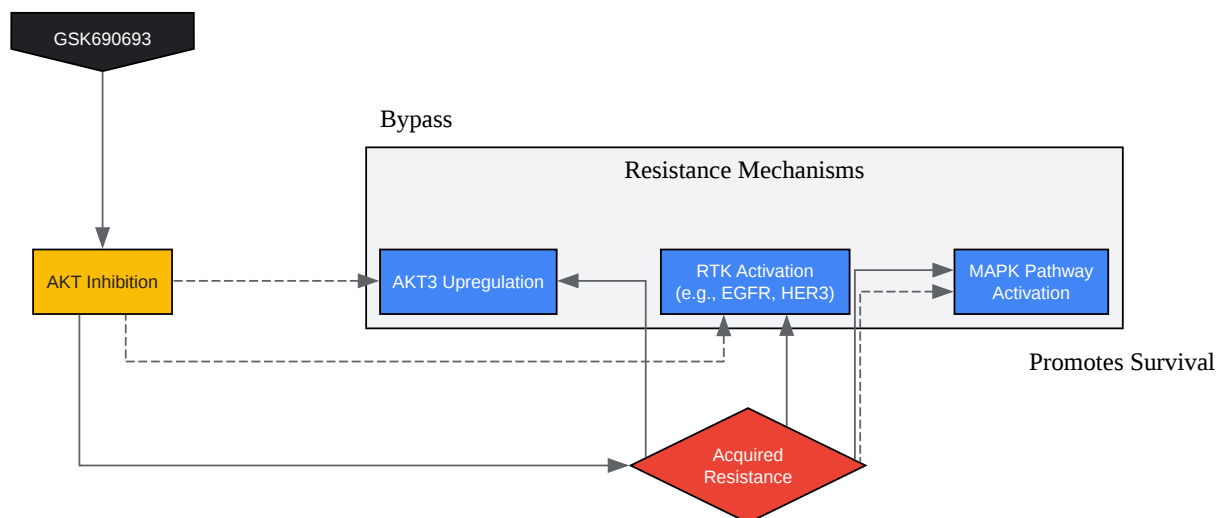 GSK690693
Bypass
Resistance Mechanisms
AKT Inhibition
AKT3 Upregulation
RTK Activation
(e.g., EGFR, HER3)
MAPK Pathway
Activation
Promotes Survival
Acquired
Resistance